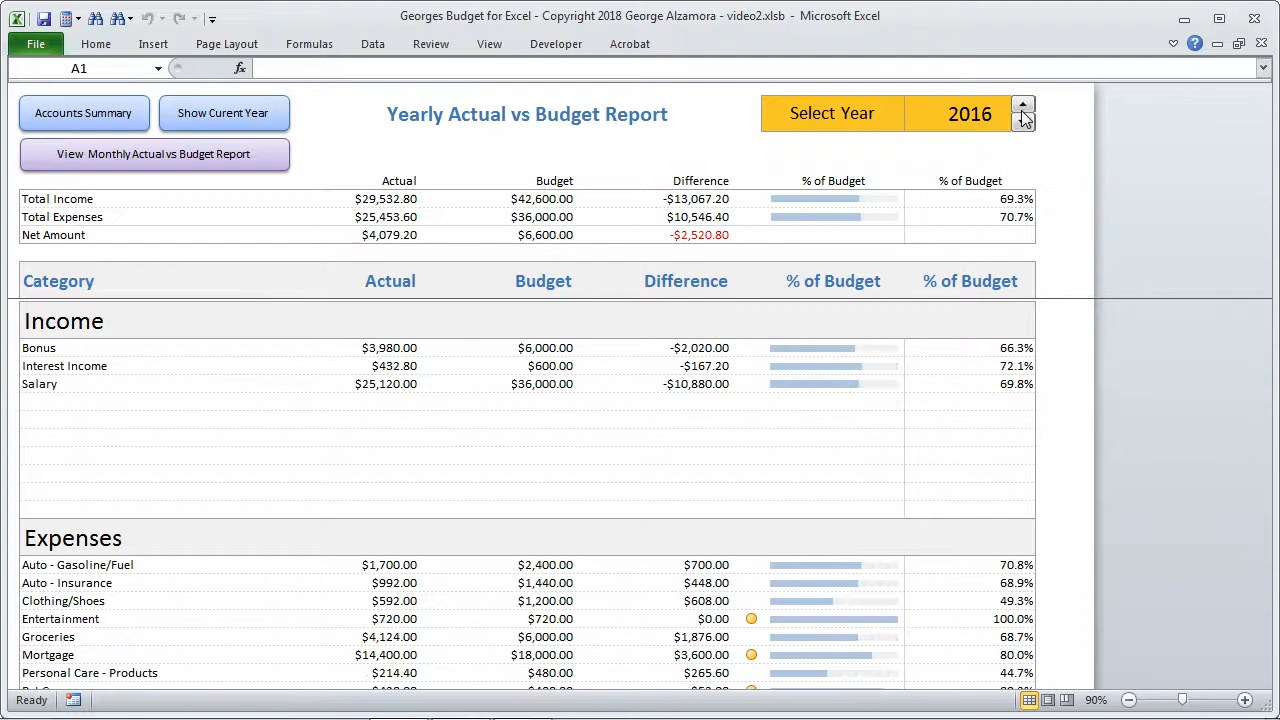 Georges Budget for Excel - Copyright 2018 George Alzamora - video2.xlsb - Microsoft Excel
File Home Insert Page Layout Formulas Data Review View Developer Acrobat
A1 fx
Accounts Summary Show Curent Year Yearly Actual vs Budget Report Select Year 2016
View Monthly Actual vs Budget Report
Actual Budget Difference % of Budget % of Budget
Total Income $29,532.80 $42,600.00 -$13,067.20 69.3%
Total Expenses $25,453.60 $36,000.00 $10,546.40 70.7%
Net Amount $4,079.20 $6,600.00 -$2,520.80
Category Actual Budget Difference % of Budget % of Budget
Income
Bonus $3,980.00 $6,000.00 -$2,020.00 66.3%
Interest Income $432.80 $600.00 -$167.20 72.1%
Salary $25,120.00 $36,000.00 -$10,880.00 69.8%
Expenses
Auto - Gasoline/Fuel $1,700.00 $2,400.00 $700.00 70.8%
Auto - Insurance $992.00 $1,440.00 $448.00 68.9%
Clothing/Shoes $592.00 $1,200.00 $608.00 49.3%
Entertainment $720.00 $720.00 $0.00 100.0%
Groceries $4,124.00 $6,000.00 $1,876.00 68.7%
Mortgage $14,400.00 $18,000.00 $3,600.00 80.0%
Personal Care - Products $214.40 $480.00 $265.60 44.7%
Ready 90%